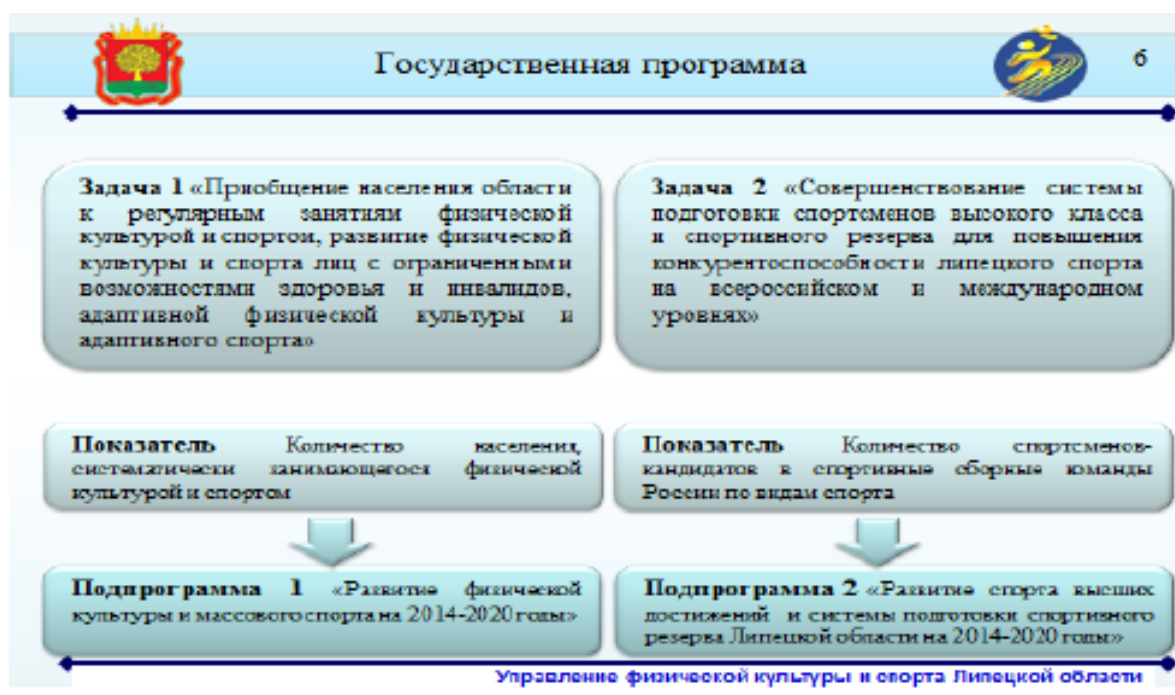 Государственная программа
6
Задача 1 «Приобщение населения области
к регулярным занятиям физической
культурой и спортом, развитие физической
культуры и спорта лиц с ограниченными
возможностями здоровья и инвалидов,
адаптивной физической культуры и
адаптивного спорта»
Задача 2 «Совершенствование системы
подготовки спортсменов высокого класса
и спортивного резерва для повышения
конкурентоспособности липецкого спорта
на всероссийском и международном
уровнях»
Показатель Количество населения,
систематически занимающегося физической
культурой и спортом
Показатель Количество спортсменов-
кандидатов в спортивные сборные команды
России по видам спорта
Подпрограмма 1 «Развитие физической
культуры и массового спорта на 2014-2020 годы»
Подпрограмма 2 «Развитие спорта высших
достижений и системы подготовки спортивного
резерва Липецкой области на 2014-2020 годы»
Управление физической культуры и спорта Липецкой области